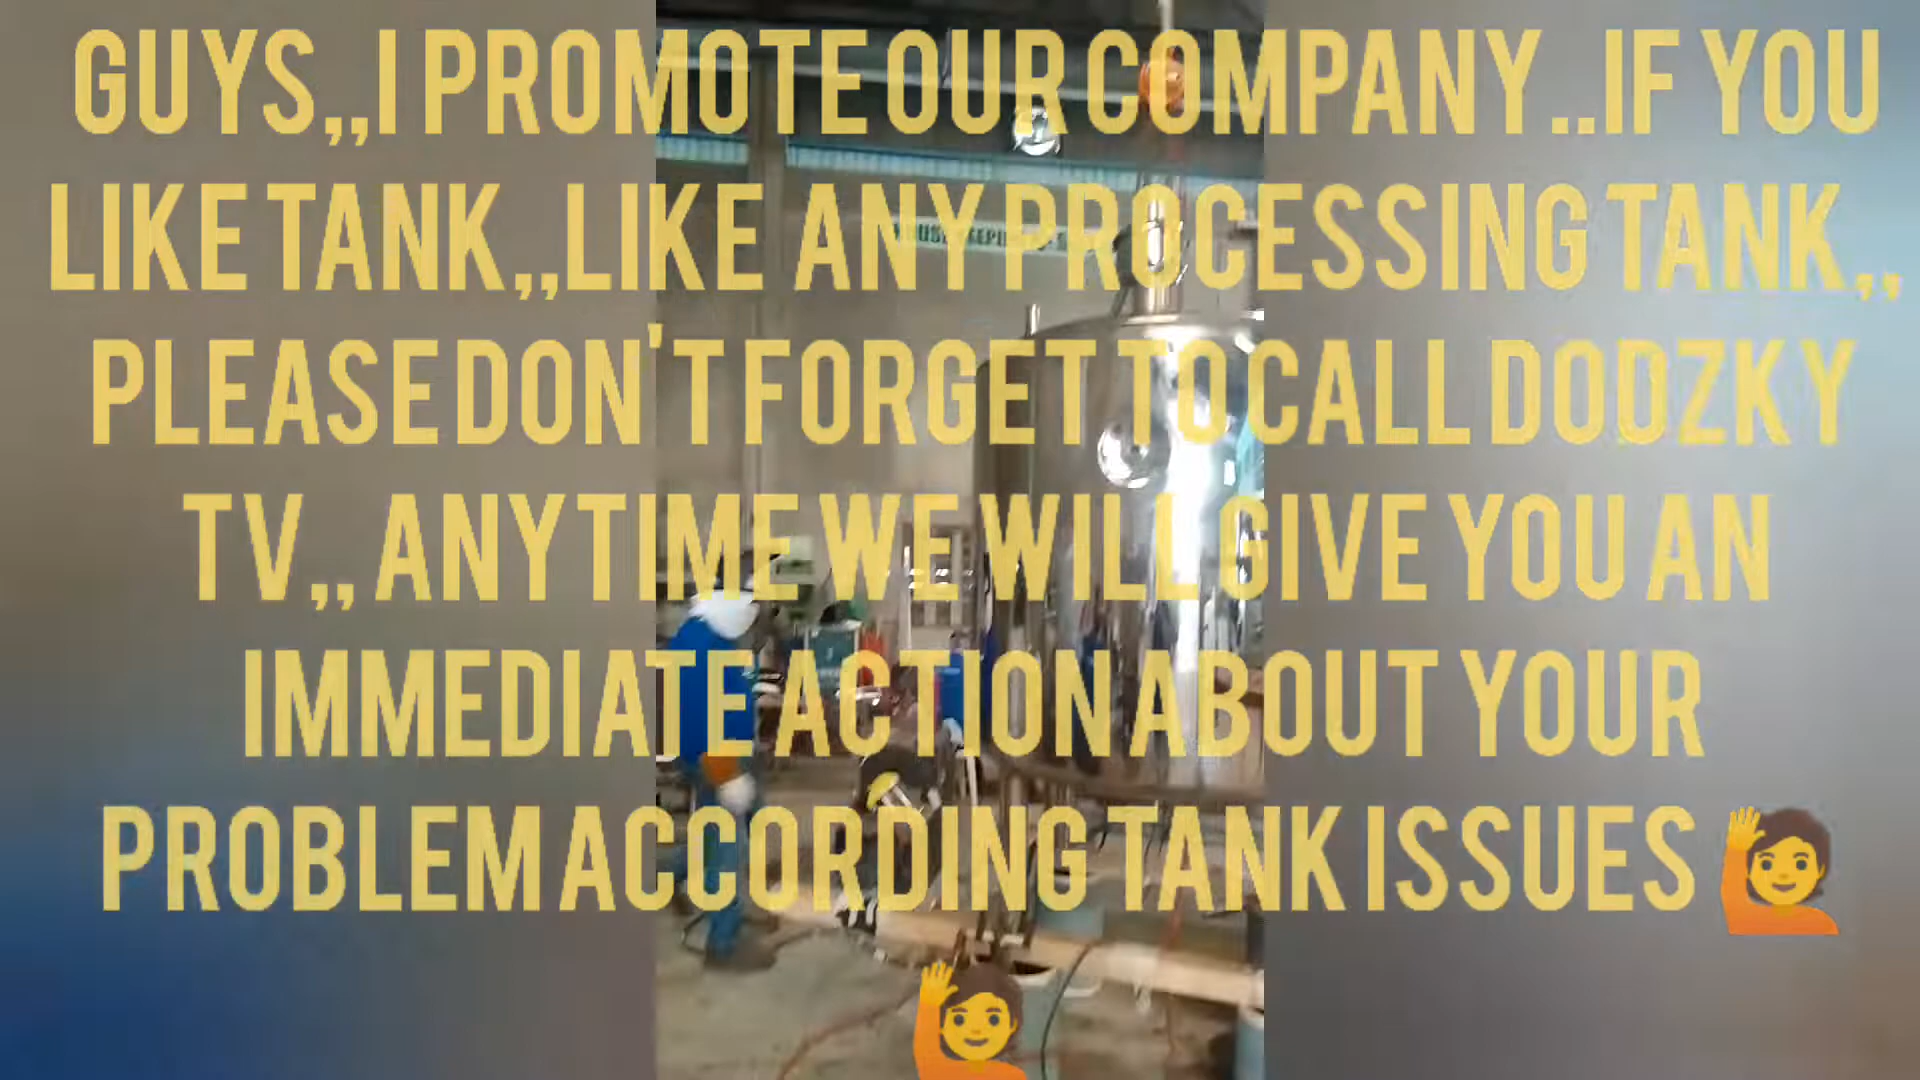 GUYS,,I PROMOTE OUR COMPANY..IF YOU
LIKE TANK,,LIKE ANY PROCESSING TANK,,
PLEASE DON'T FORGET TO CALL DODZKY
TV,, ANYTIME WE WILL GIVE YOU AN
IMMEDIATE ACTION ABOUT YOUR
PROBLEM ACCORDING TANK ISSUES 🙋
🙋